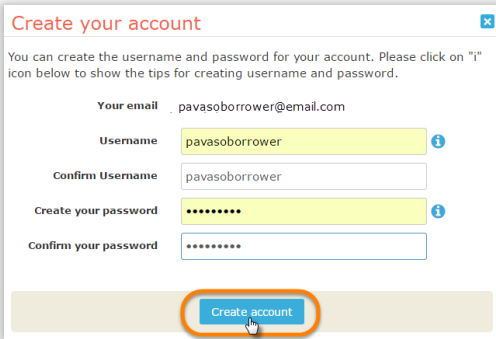 Create your account
You can create the username and password for your account. Please click on "i"
icon below to show the tips for creating username and password.
Your email pavasoborrower@email.com
Username pavasoborrower
Confirm Username pavasoborrower
Create your password •••••••••
Confirm your password •••••••••
Create account